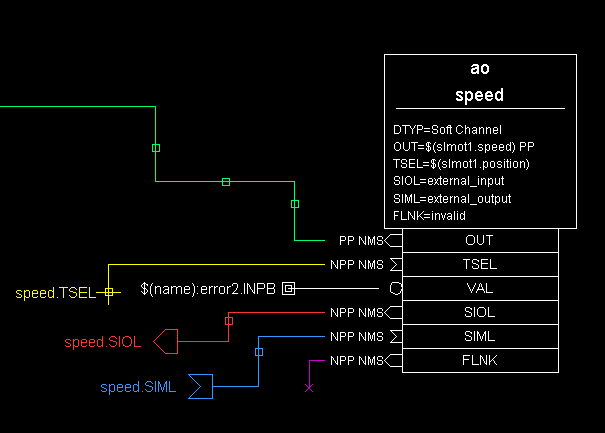 ao
speed
DTYP=Soft Channel
OUT=$(slmot1.speed) PP
TSEL=$(slmot1.position)
SIOL=external_input
SIML=external_output
FLNK=invalid
PP NMS OUT
NPP NMS TSEL
speed.TSEL
$(name):error2.INPB VAL
NPP NMS SIOL
speed.SIOL
NPP NMS SIML
NPP NMS FLNK
speed.SIML